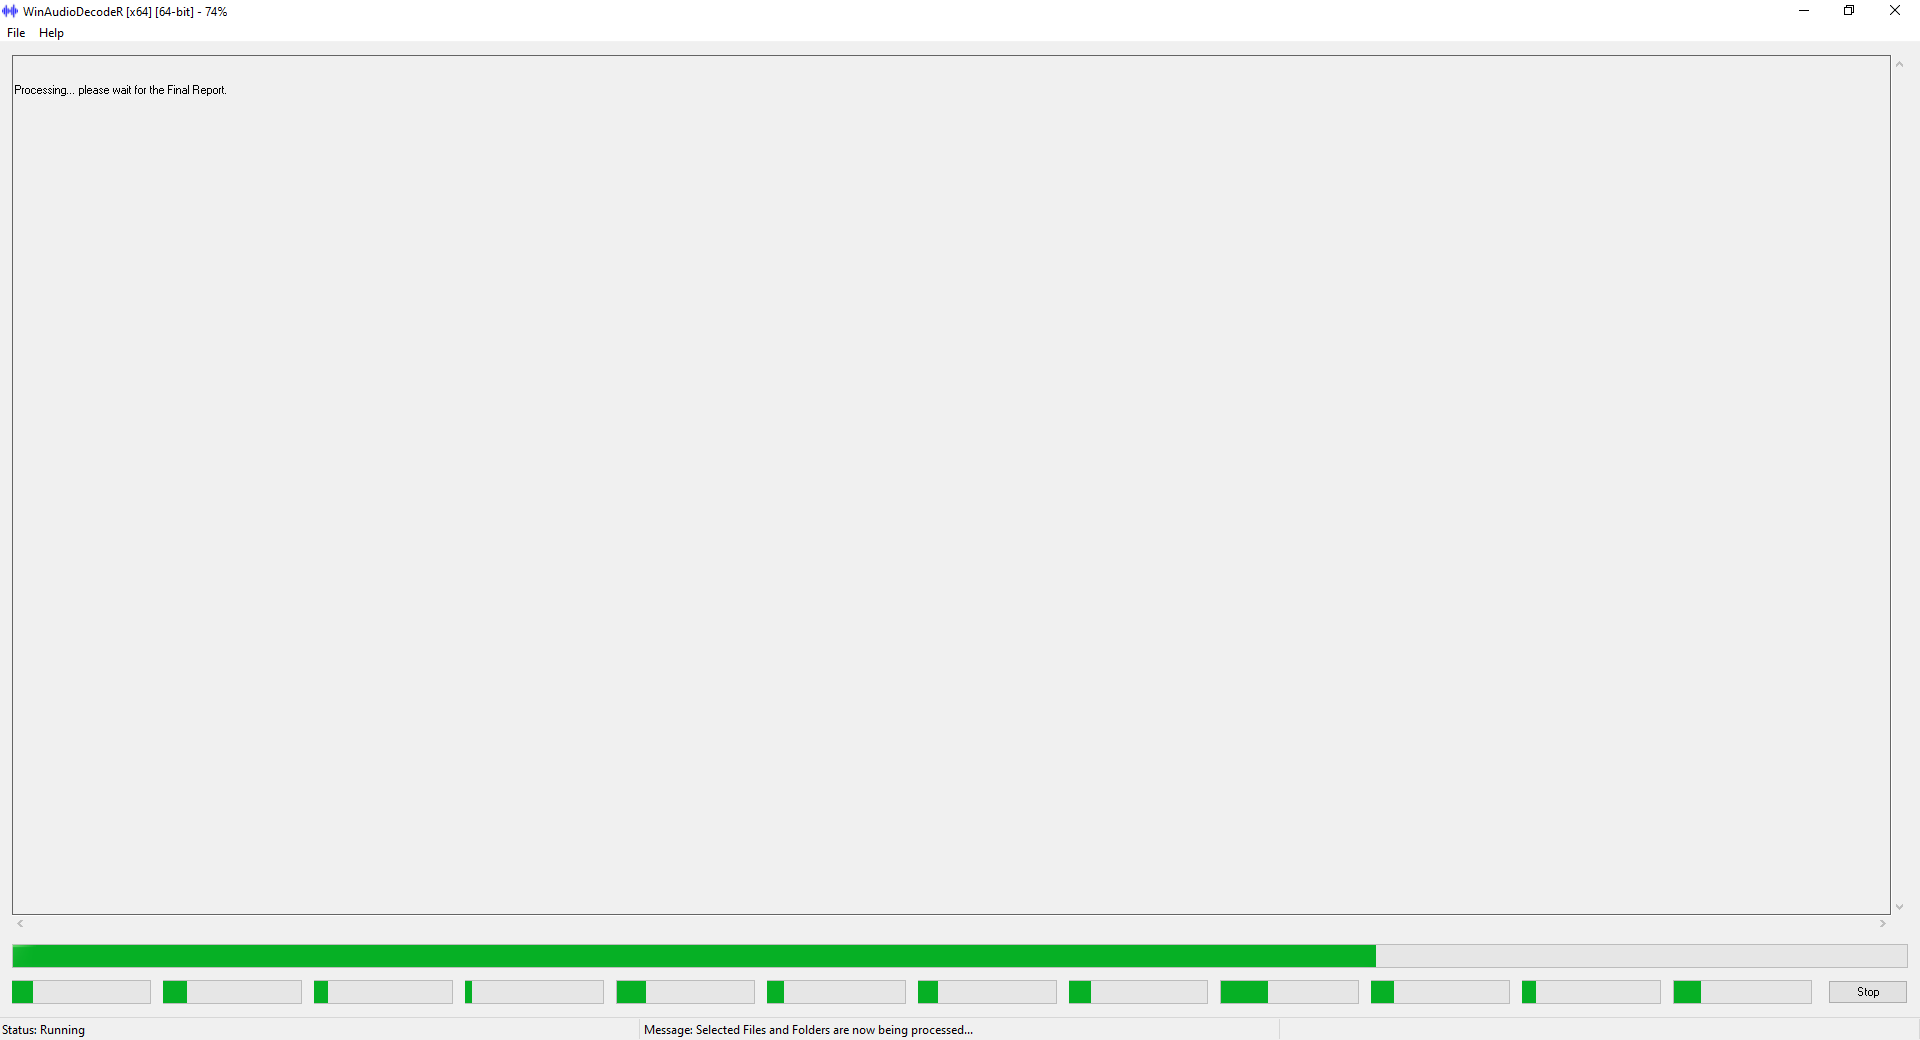 WinAudioDecodeR [x64] [64-bit] - 74%
File Help
Processing... please wait for the Final Report.
Stop
Status: Running
Message: Selected Files and Folders are now being processed...